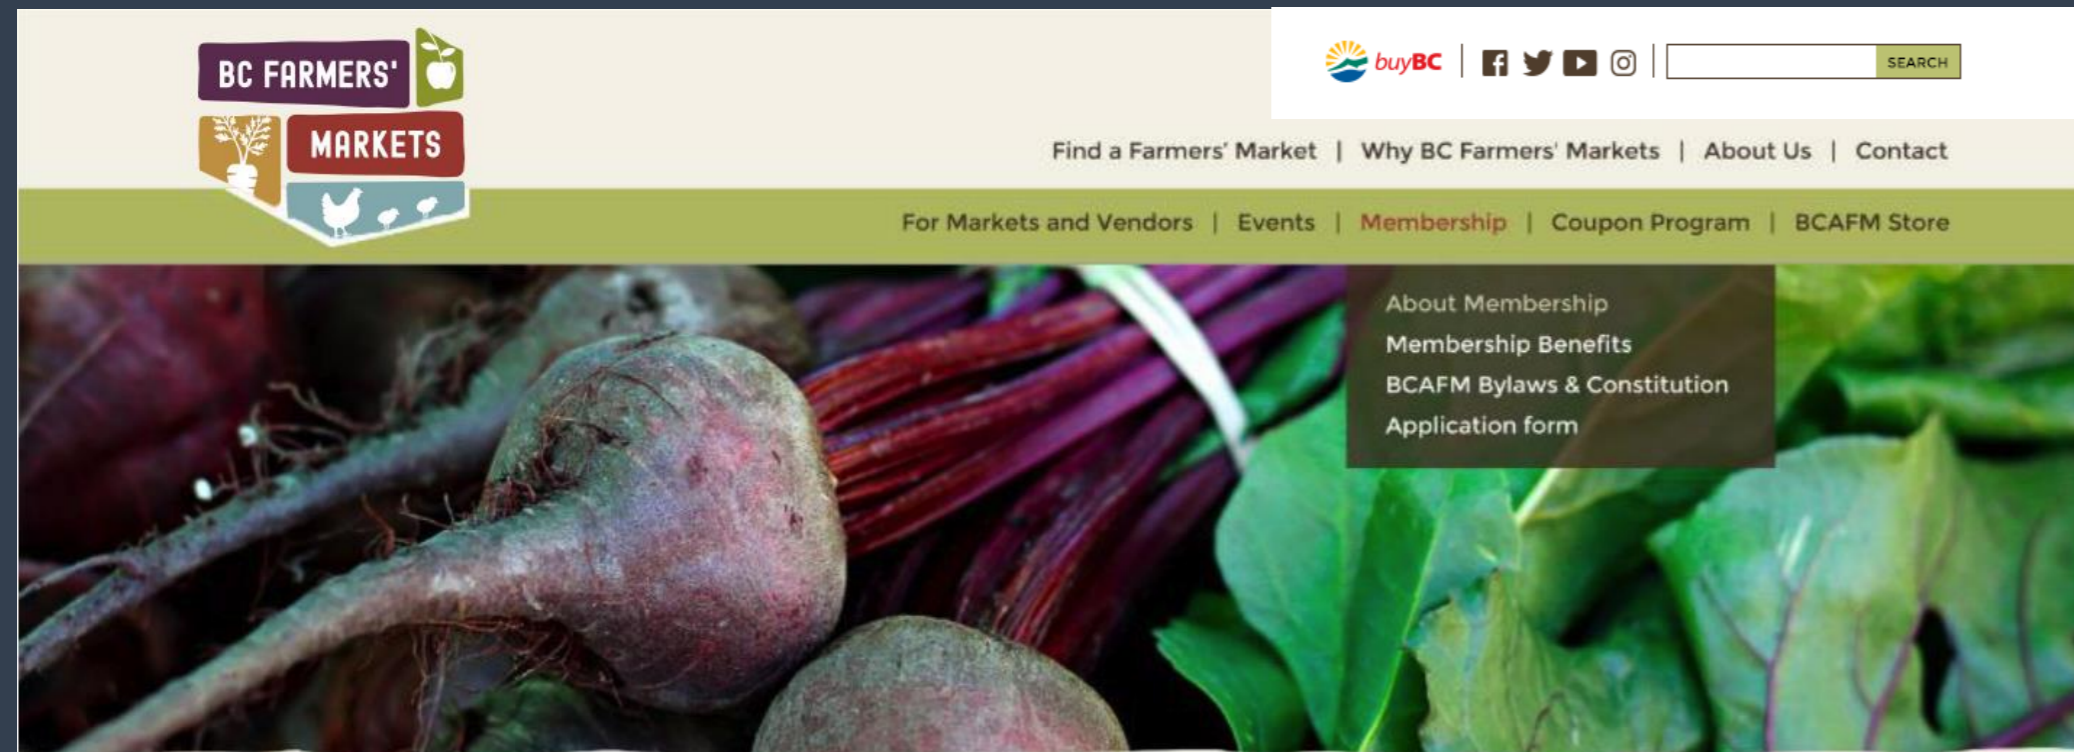 BC FARMERS'
MARKETS
buyBC
SEARCH
Find a Farmers' Market | Why BC Farmers' Markets | About Us | Contact
For Markets and Vendors | Events | Membership | Coupon Program | BCAFM Store
About Membership
Membership Benefits
BCAFM Bylaws & Constitution
Application form